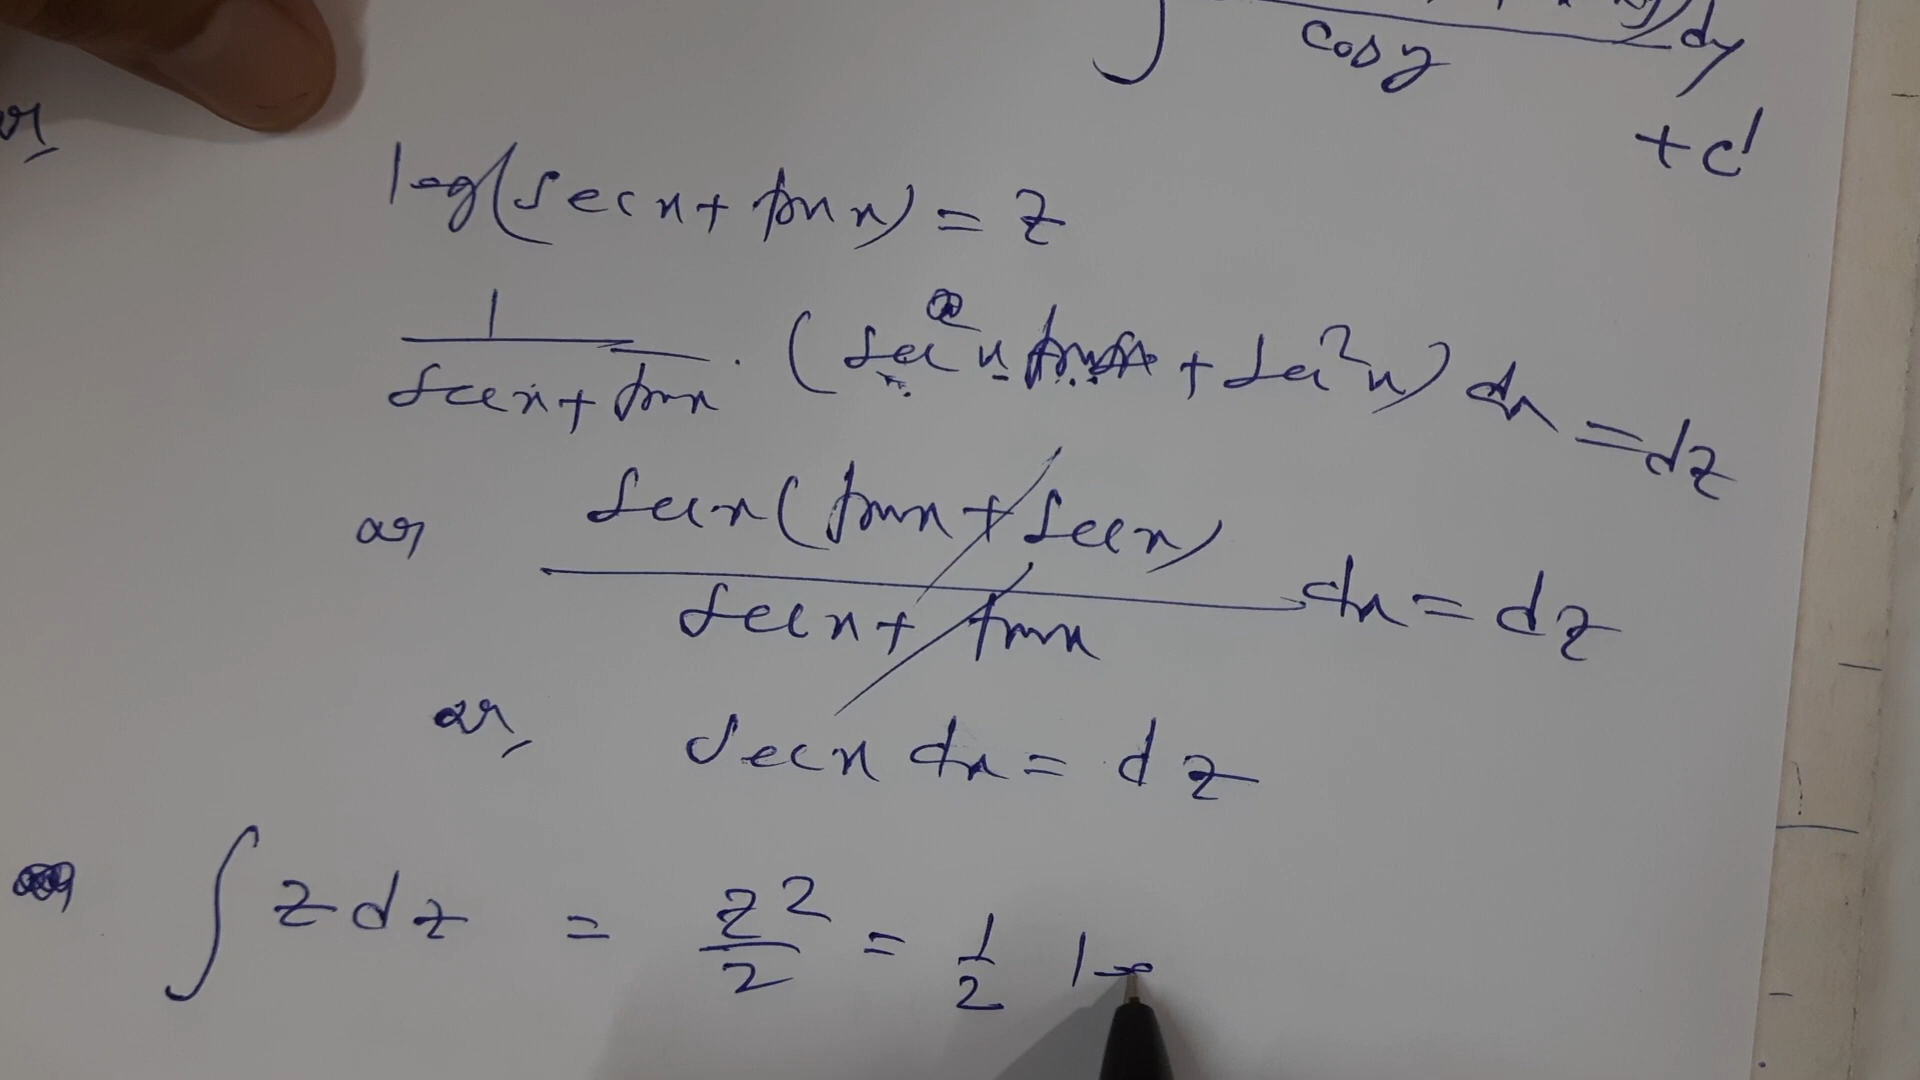 ∫ / cos y dy
+ c'
or,
log(sec x + tan x) = z
1/(sec x + tan x) · (sec x tan x + sec² x) dx = dz
or sec x (tan x + sec x)/(sec x + tan x) dx = dz
or, sec x dx = dz
∫ z dz = z²/2 = 1/2 lo